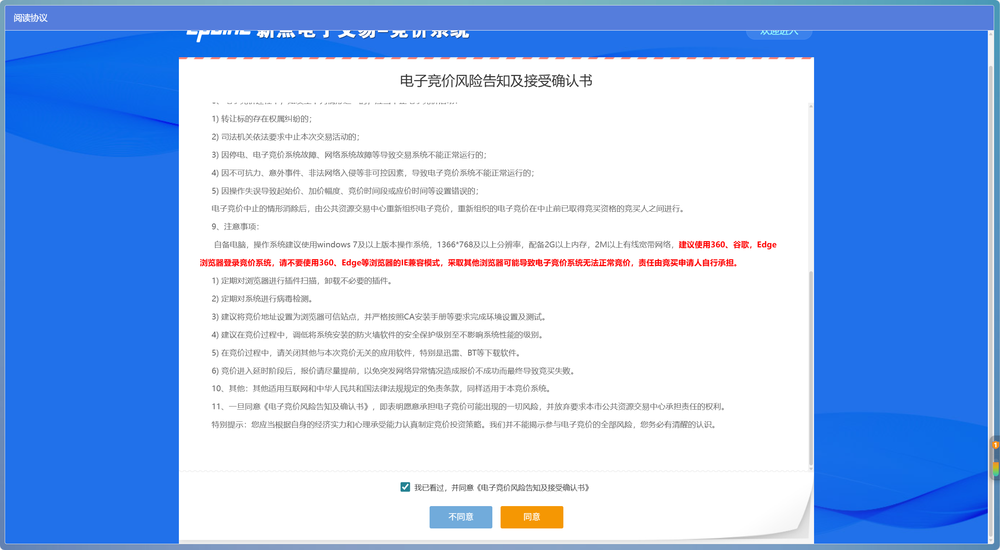 阅读协议
新点电子交易-竞价系统
欢迎进入
电子竞价风险告知及接受确认书
1) 转让标的存在权属纠纷的；
2) 司法机关依法要求中止本次交易活动的；
3) 因停电、电子竞价系统故障、网络系统故障等导致交易系统不能正常运行的；
4) 因不可抗力、意外事件、非法网络入侵等非可控因素，导致电子竞价系统不能正常运行的；
5) 因操作失误导致起始价、加价幅度、竞价时间段或应价时间等设置错误的；
电子竞价中止的情形消除后，由公共资源交易中心重新组织电子竞价，重新组织的电子竞价在中止前已取得竞买资格的竞买人之间进行。
9、注意事项：
自备电脑，操作系统建议使用windows 7及以上版本操作系统，1366*768及以上分辨率，配备2G以上内存，2M以上有线宽带网络，建议使用360、谷歌，Edge
浏览器登录竞价系统，请不要使用360、Edge等浏览器的IE兼容模式，采取其他浏览器可能导致电子竞价系统无法正常竞价，责任由竞买申请人自行承担。
1) 定期对浏览器进行插件扫描，卸载不必要的插件。
2) 定期对系统进行病毒检测。
3) 建议将竞价地址设置为浏览器可信站点，并严格按照CA安装手册等要求完成环境设置及测试。
4) 建议在竞价过程中，调低将系统安装的防火墙软件的安全保护级别至不影响系统性能的级别。
5) 在竞价过程中，请关闭其他与本次竞价无关的应用软件，特别是迅雷、BT等下载软件。
6) 竞价进入延时阶段后，报价请尽量提前，以免突发网络异常情况造成报价不成功而最终导致竞买失败。
10、其他：其他适用互联网和中华人民共和国法律法规规定的免责条款，同样适用于本竞价系统。
11、一旦同意《电子竞价风险告知及确认书》，即表明愿意承担电子竞价可能出现的一切风险，并放弃要求本市公共资源交易中心承担责任的权利。
特别提示：您应当根据自身的经济实力和心理承受能力认真制定竞价投资策略。我们并不能揭示参与电子竞价的全部风险，您务必有清醒的认识。
1
我已看过，并同意《电子竞价风险告知及接受确认书》
不同意
同意